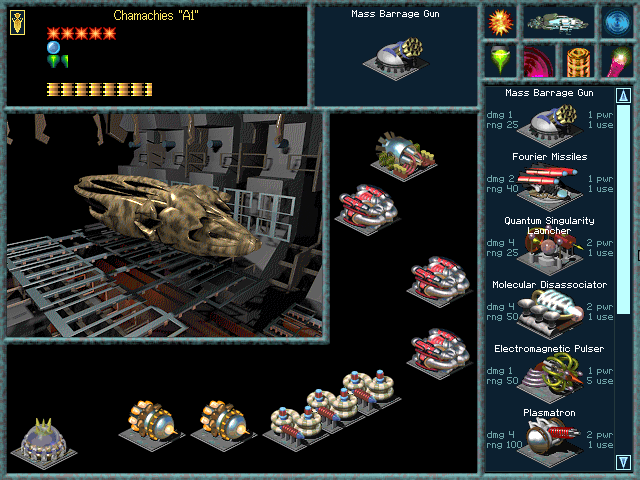 Chamachies "A1"
Mass Barrage Gun
Mass Barrage Gun
dmg 1 1 pwr
rng 25 1 use
Fourier Missiles
dmg 2 1 pwr
rng 40 1 use
Quantum Singularity
Launcher
dmg 4 2 pwr
rng 25 1 use
Molecular Disassociator
dmg 4 2 pwr
rng 50 1 use
Electromagnetic Pulser
dmg 1 1 pwr
rng 50 5 use
Plasmatron
dmg 4 2 pwr
rng 100 1 use